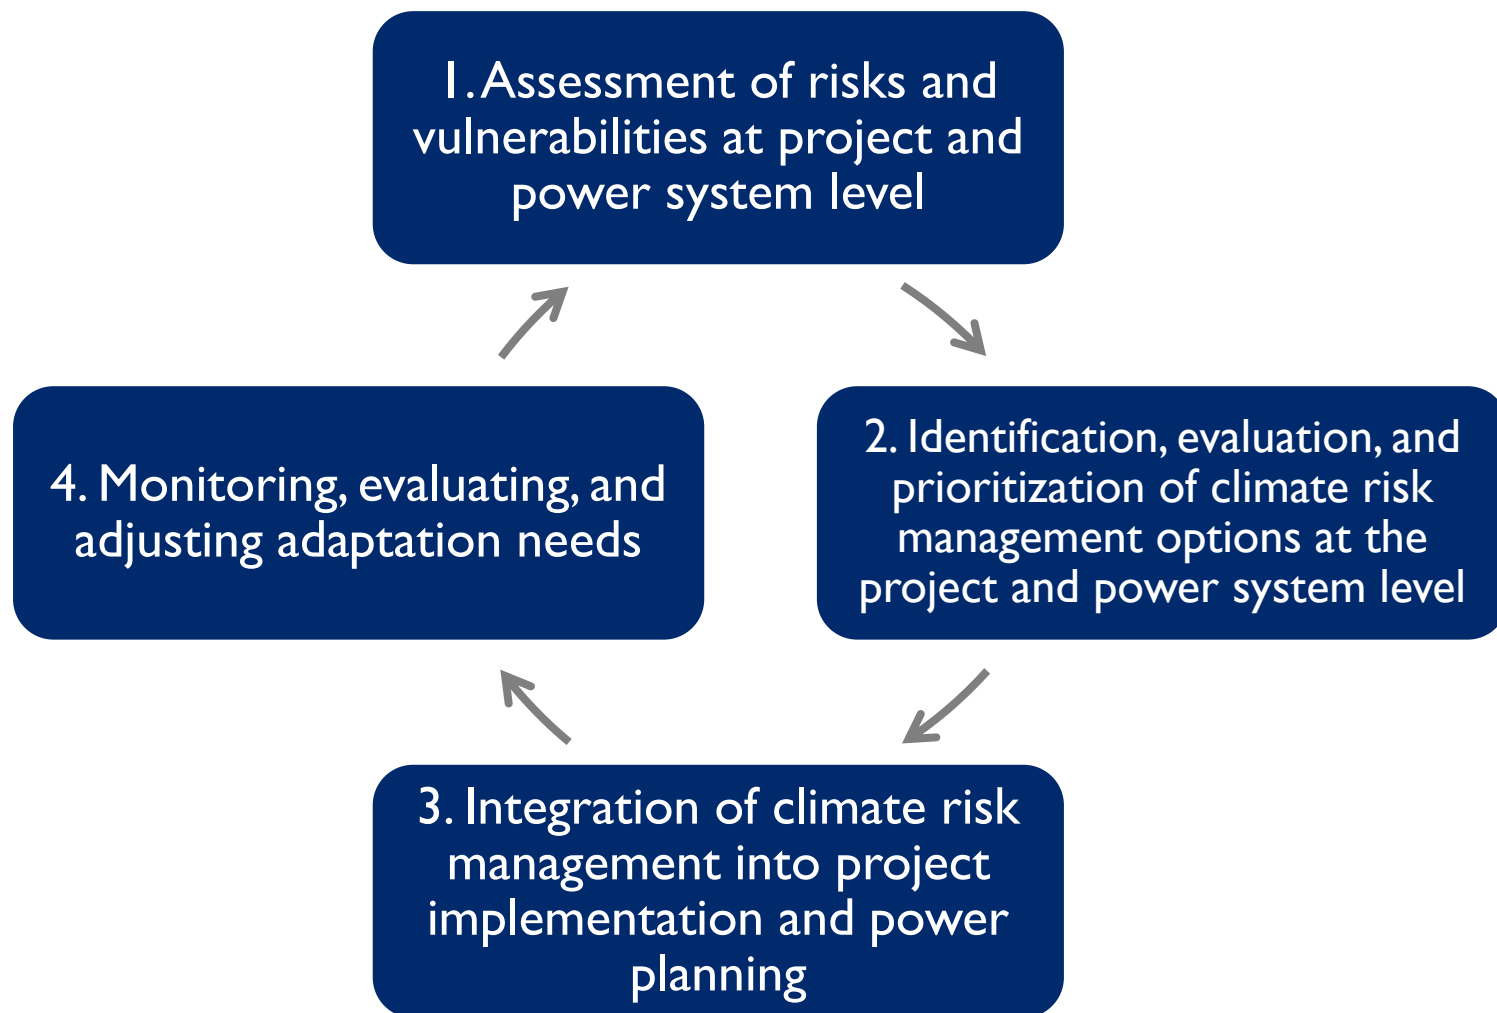 1. Assessment of risks and
vulnerabilities at project and
power system level
2. Identification, evaluation, and
prioritization of climate risk
management options at the
project and power system level
3. Integration of climate risk
management into project
implementation and power
planning
4. Monitoring, evaluating, and
adjusting adaptation needs